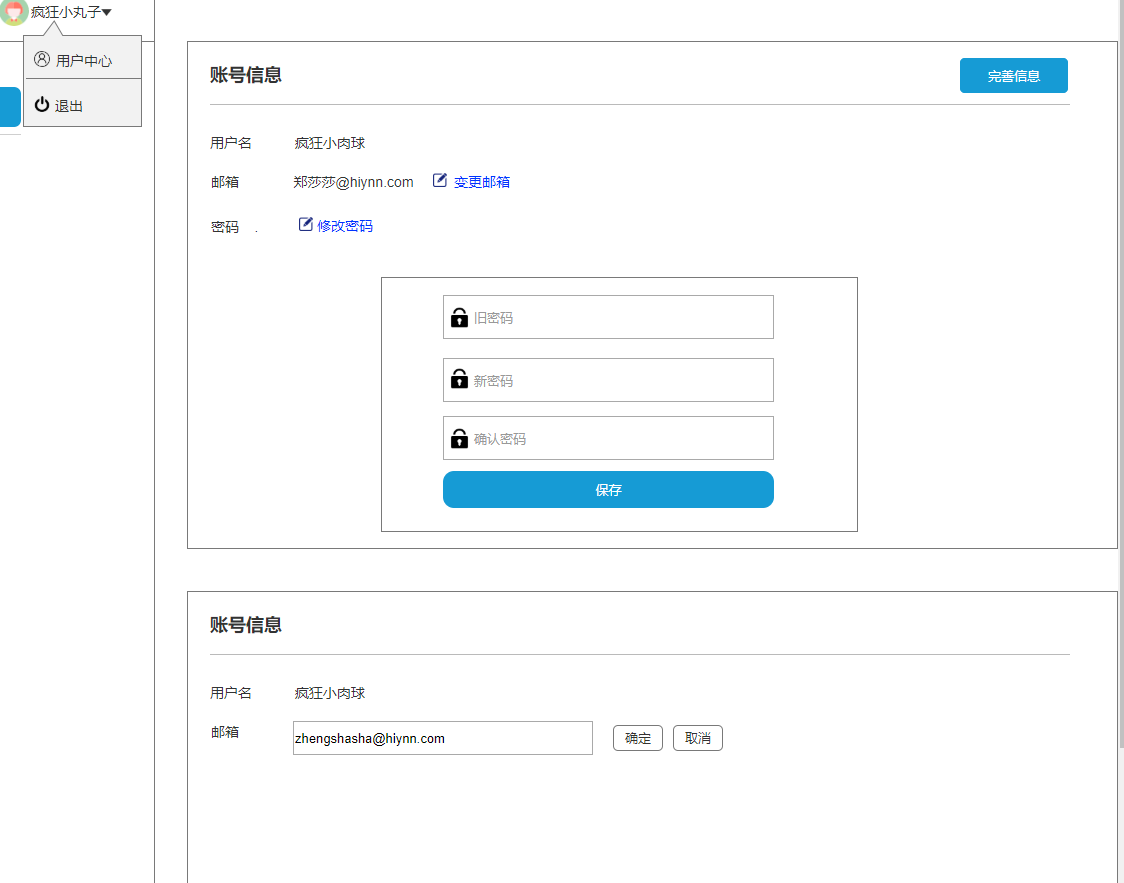 疯狂小丸子
用户中心
退出
账号信息
完善信息
用户名 疯狂小肉球
邮箱 郑莎莎@hiynn.com 变更邮箱
密码 . 修改密码
旧密码
新密码
确认密码
保存
账号信息
用户名 疯狂小肉球
邮箱 zhengshasha@hiynn.com 确定 取消